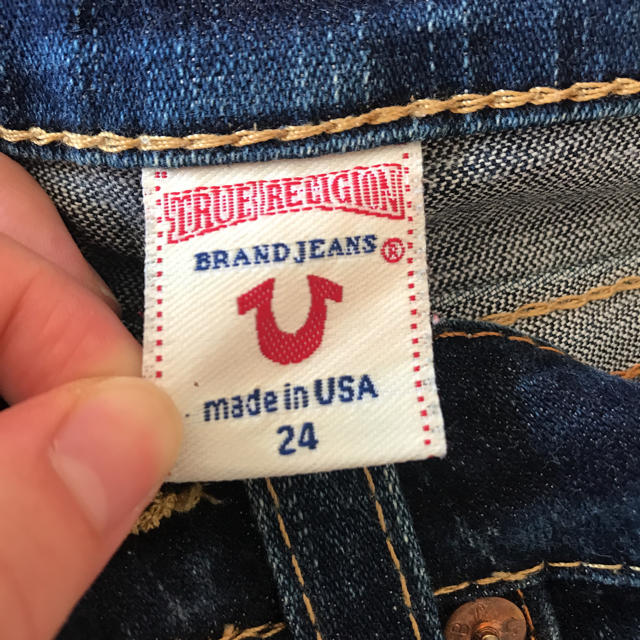 TRUE RELIGION
BRAND JEANS ®
made in USA
24